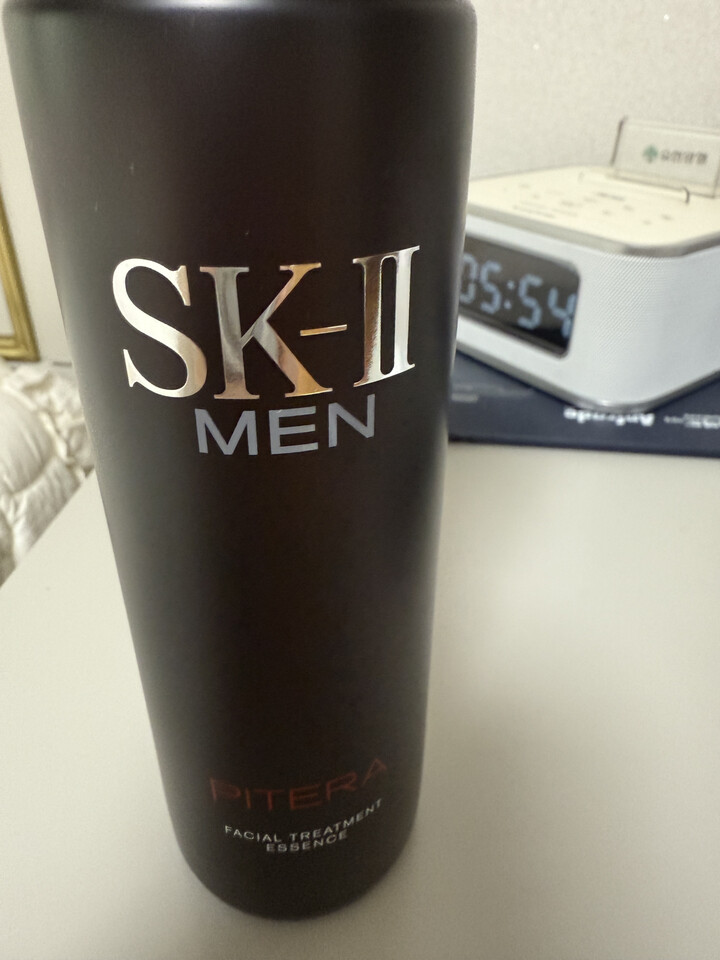 SK-II
MEN
PITERA
FACIAL TREATMENT
ESSENCE
05:54